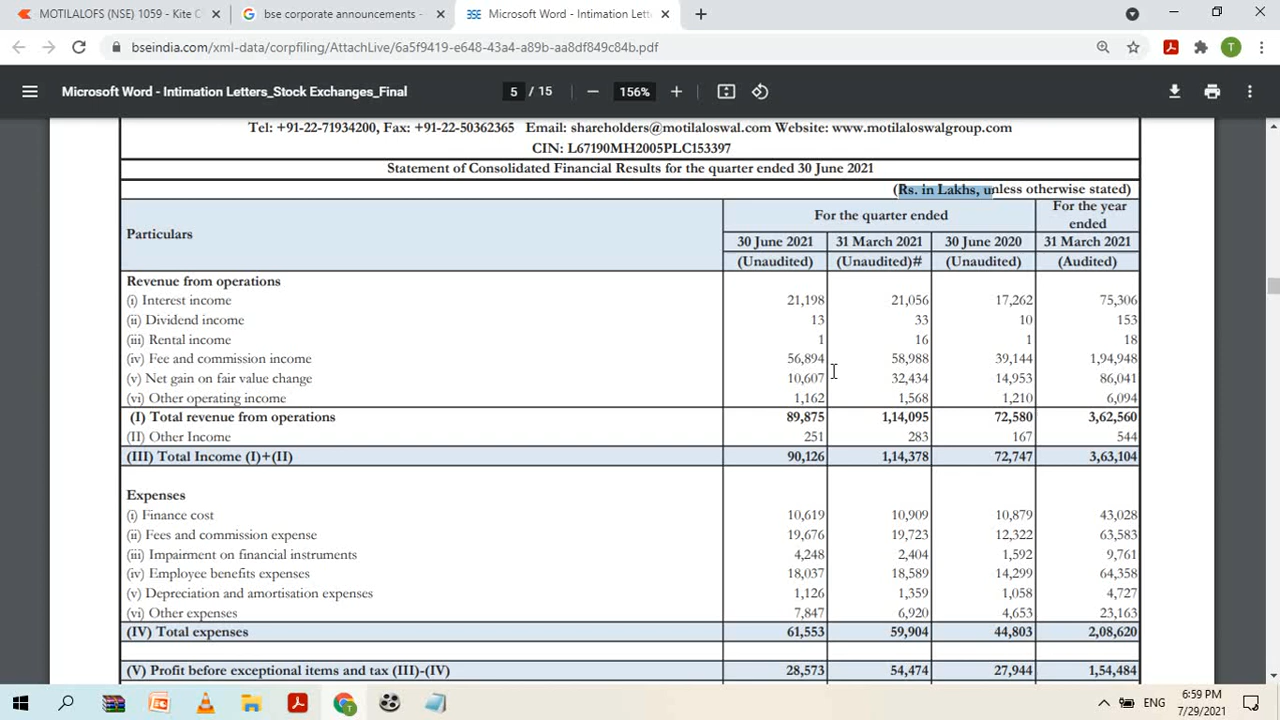 MOTILALOFS (NSE) 1059 - Kite C
bse corporate announcements -
Microsoft Word - Intimation Lett
bseindia.com/xml-data/corpfiling/AttachLive/6a5f9419-e648-43a4-a89b-aa8df849c84b.pdf
T
Microsoft Word - Intimation Letters_Stock Exchanges_Final
5 / 15
156%
Tel: +91-22-71934200, Fax: +91-22-50362365 Email: shareholders@motilaloswal.com Website: www.motilaloswalgroup.com
CIN: L67190MH2005PLC153397
Statement of Consolidated Financial Results for the quarter ended 30 June 2021
(Rs. in Lakhs, unless otherwise stated)
Particulars For the quarter ended For the year ended
30 June 2021 31 March 2021 30 June 2020 31 March 2021
(Unaudited) (Unaudited)# (Unaudited) (Audited)
Revenue from operations
(i) Interest income 21,198 21,056 17,262 75,306
(ii) Dividend income 13 33 10 153
(iii) Rental income 1 16 1 18
(iv) Fee and commission income 56,894 58,988 39,144 1,94,948
(v) Net gain on fair value change 10,607 32,434 14,953 86,041
(vi) Other operating income 1,162 1,568 1,210 6,094
(I) Total revenue from operations 89,875 1,14,095 72,580 3,62,560
(II) Other Income 251 283 167 544
(III) Total Income (I)+(II) 90,126 1,14,378 72,747 3,63,104
Expenses
(i) Finance cost 10,619 10,909 10,879 43,028
(ii) Fees and commission expense 19,676 19,723 12,322 63,583
(iii) Impairment on financial instruments 4,248 2,404 1,592 9,761
(iv) Employee benefits expenses 18,037 18,589 14,299 64,358
(v) Depreciation and amortisation expenses 1,126 1,359 1,058 4,727
(vi) Other expenses 7,847 6,920 4,653 23,163
(IV) Total expenses 61,553 59,904 44,803 2,08,620
(V) Profit before exceptional items and tax (III)-(IV) 28,573 54,474 27,944 1,54,484
ENG
6:59 PM
7/29/2021